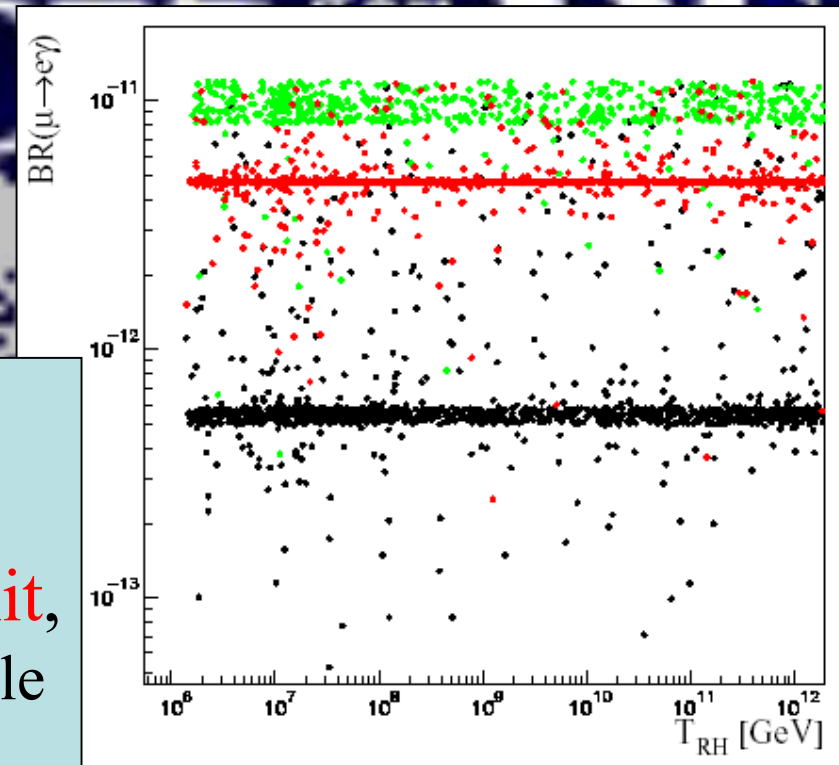 BR(μ→eγ)
10⁻¹¹
10⁻¹²
10⁻¹³
10⁶ 10⁷ 10⁸ 10⁹ 10¹⁰ 10¹¹ 10¹²
T_RH [GeV]
it,
le